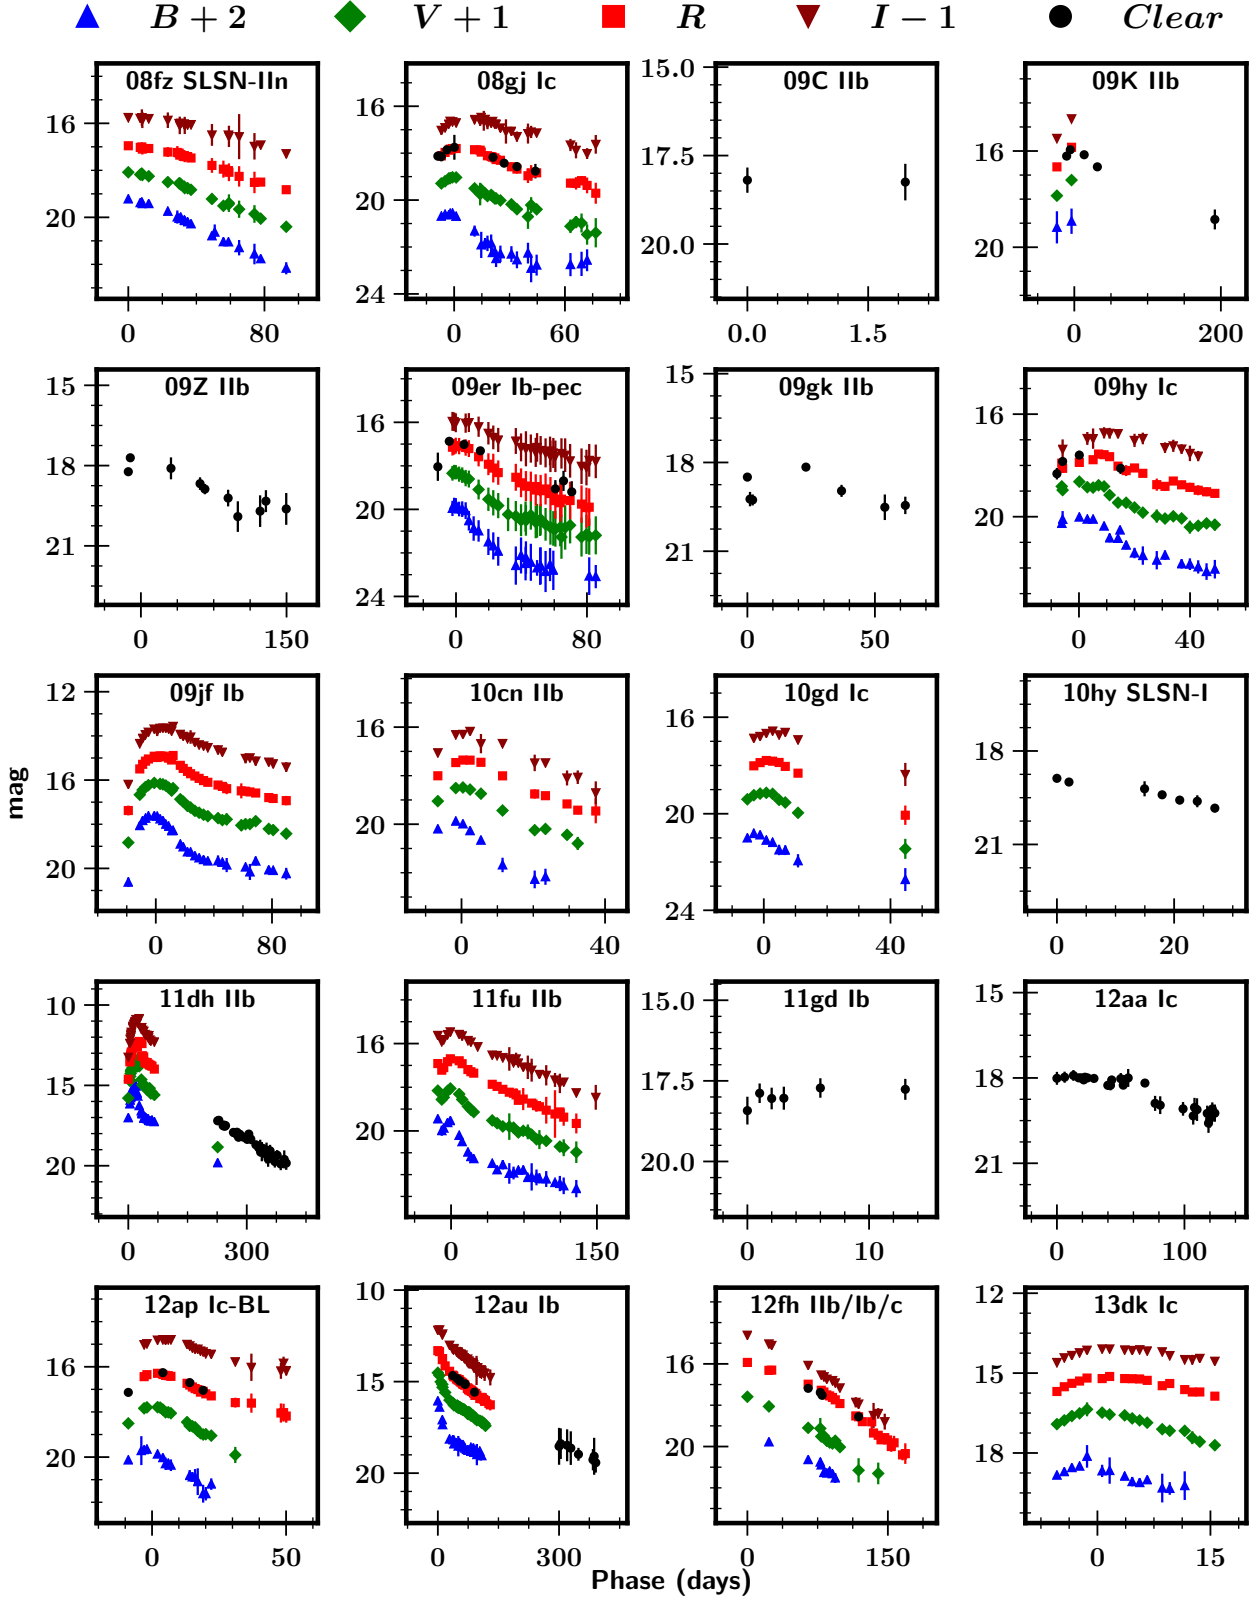 B + 2 V + 1 R I − 1 Clear
08fz SLSN-IIn 08gj Ic 09C IIb 09K IIb
16 20
16 20 24
15.0 17.5 20.0
16 20
0 80 0 60 0.0 1.5 0 200
09Z IIb 09er Ib-pec 09gk IIb 09hy Ic
15 18 21
16 20 24
15 18 21
16 20
0 150 0 80 0 50 0 40
09jf Ib 10cn IIb 10gd Ic 10hy SLSN-I
12 16 20
16 20
16 20 24
18 21
0 80 0 40 0 40 0 20
mag
11dh IIb 11fu IIb 11gd Ib 12aa Ic
10 15 20
16 20
15.0 17.5 20.0
15 18 21
0 300 0 150 0 10 0 100
12ap Ic-BL 12au Ib 12fh IIb/Ib/c 13dk Ic
16 20
10 15 20
16 20
12 15 18
0 50 0 300 0 150 0 15
Phase (days)